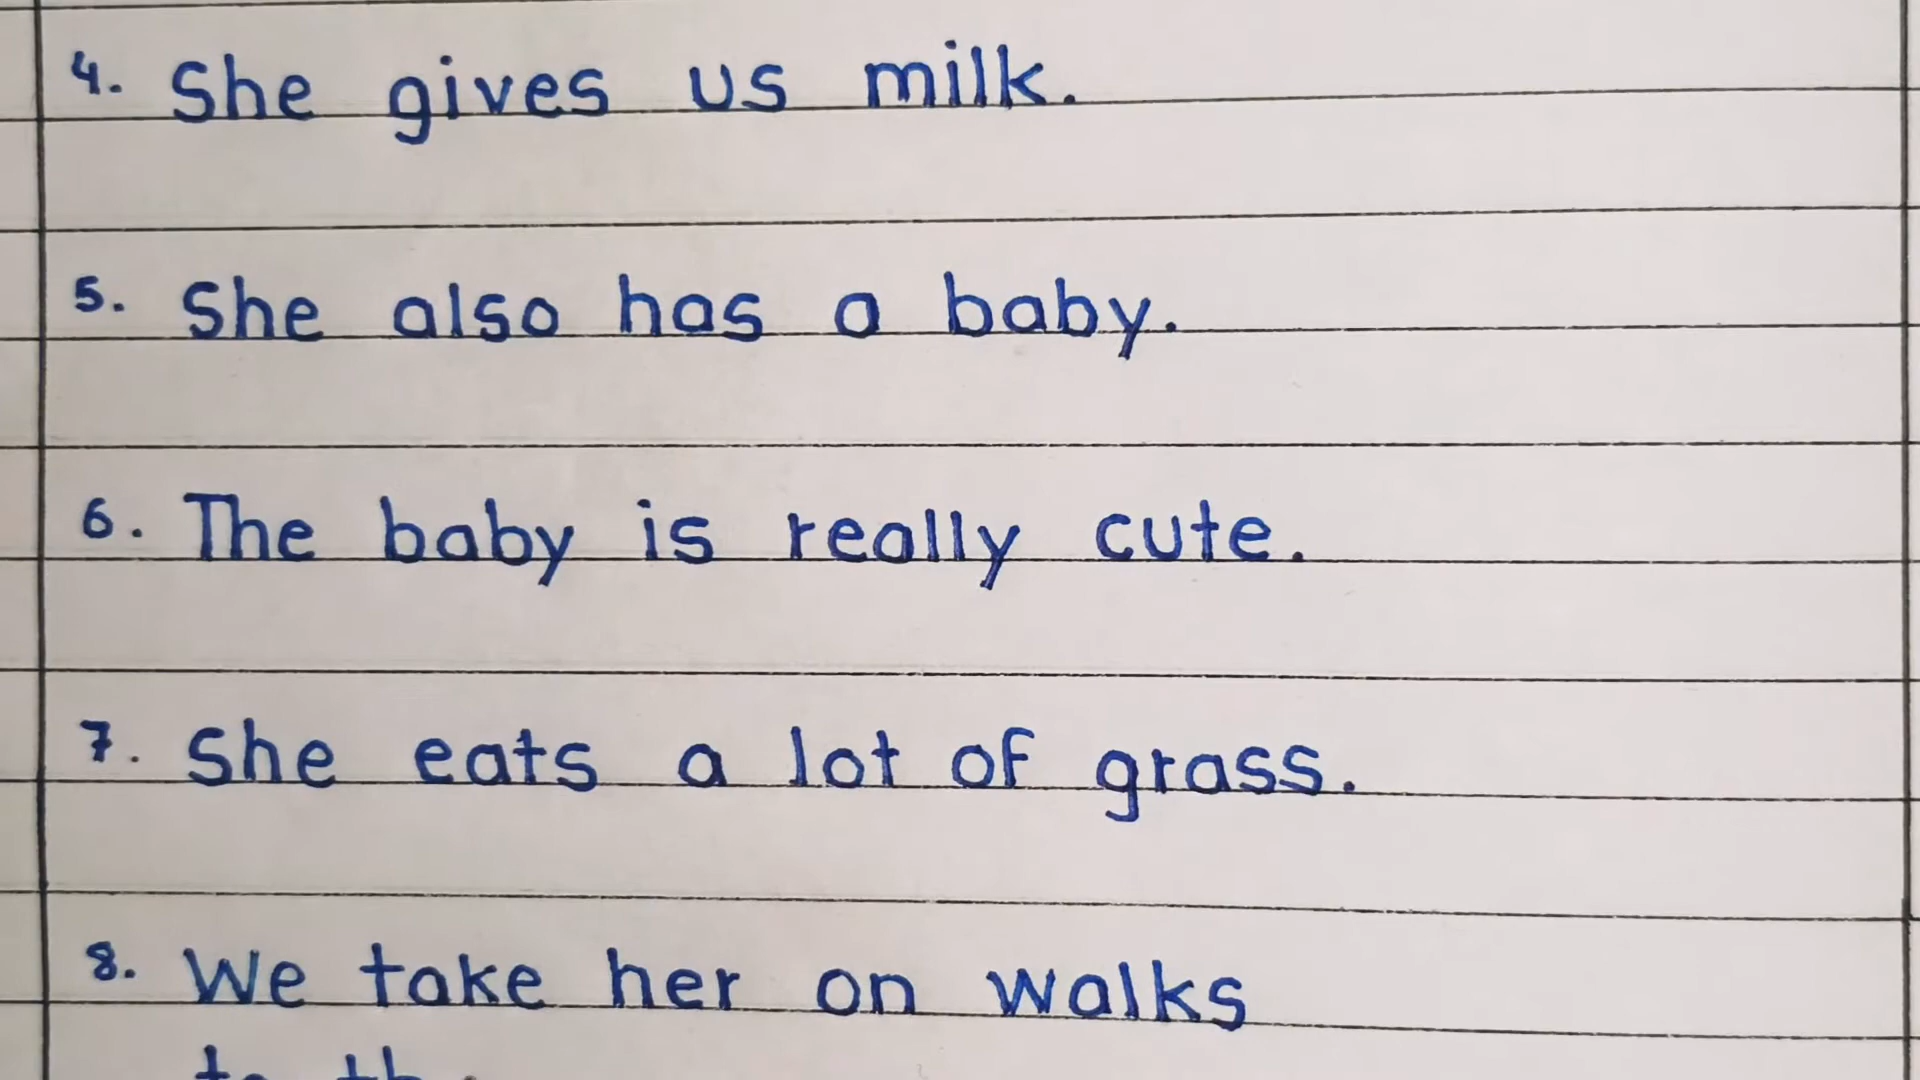 4. She gives us milk.
5. She also has a baby.
6. The baby is really cute.
7. She eats a lot of grass.
8. We take her on walks